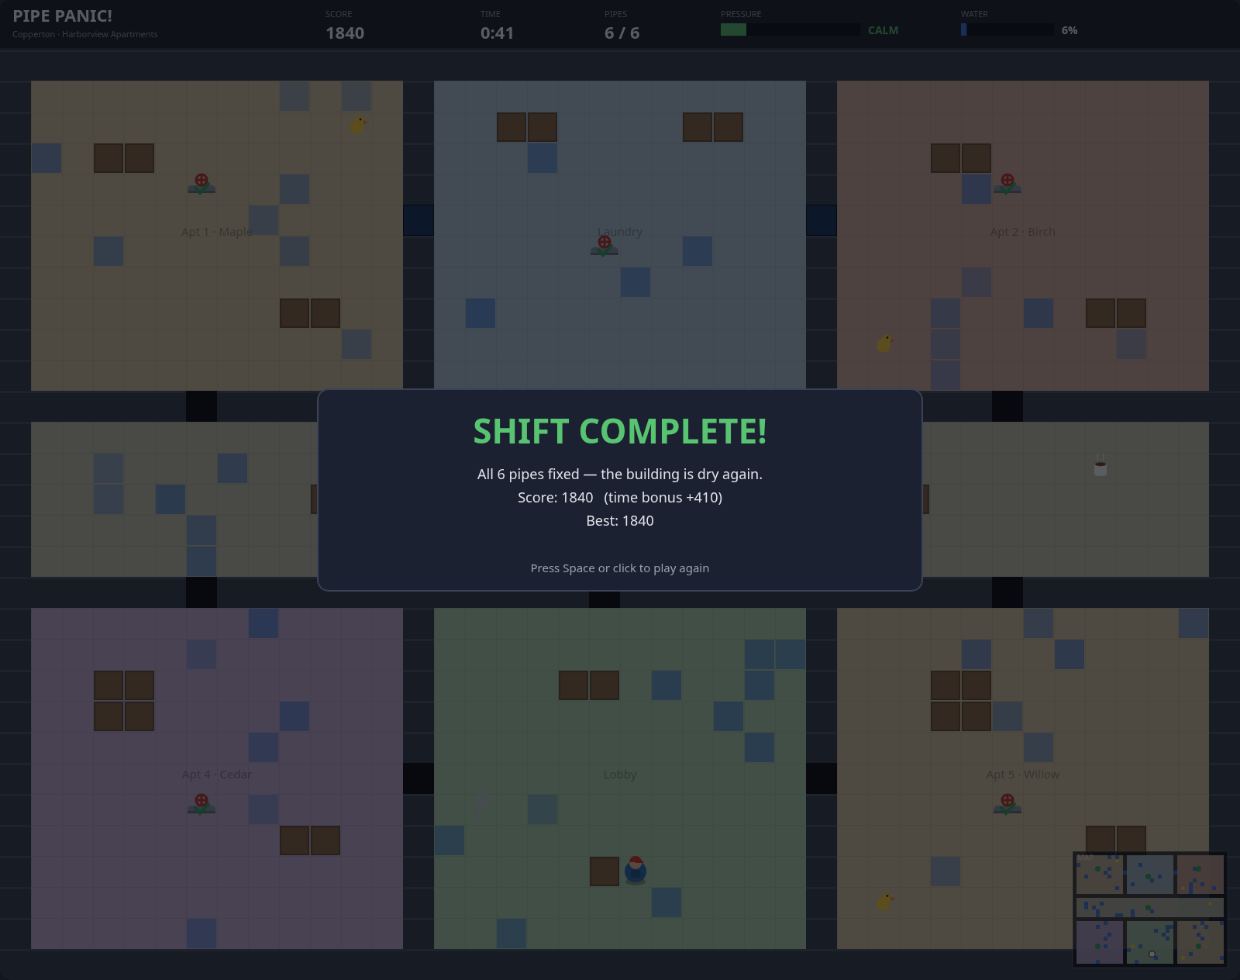 PIPE PANIC!
Copperton · Harborview Apartments
SCORE
1840
TIME
0:41
PIPES
6 / 6
PRESSURE
CALM
WATER
6%
Apt 1 · Maple
Laundry
Apt 2 · Birch
SHIFT COMPLETE!
All 6 pipes fixed — the building is dry again.
Score: 1840 (time bonus +410)
Best: 1840
Press Space or click to play again
Apt 4 · Cedar
Lobby
Apt 5 · Willow
MAP